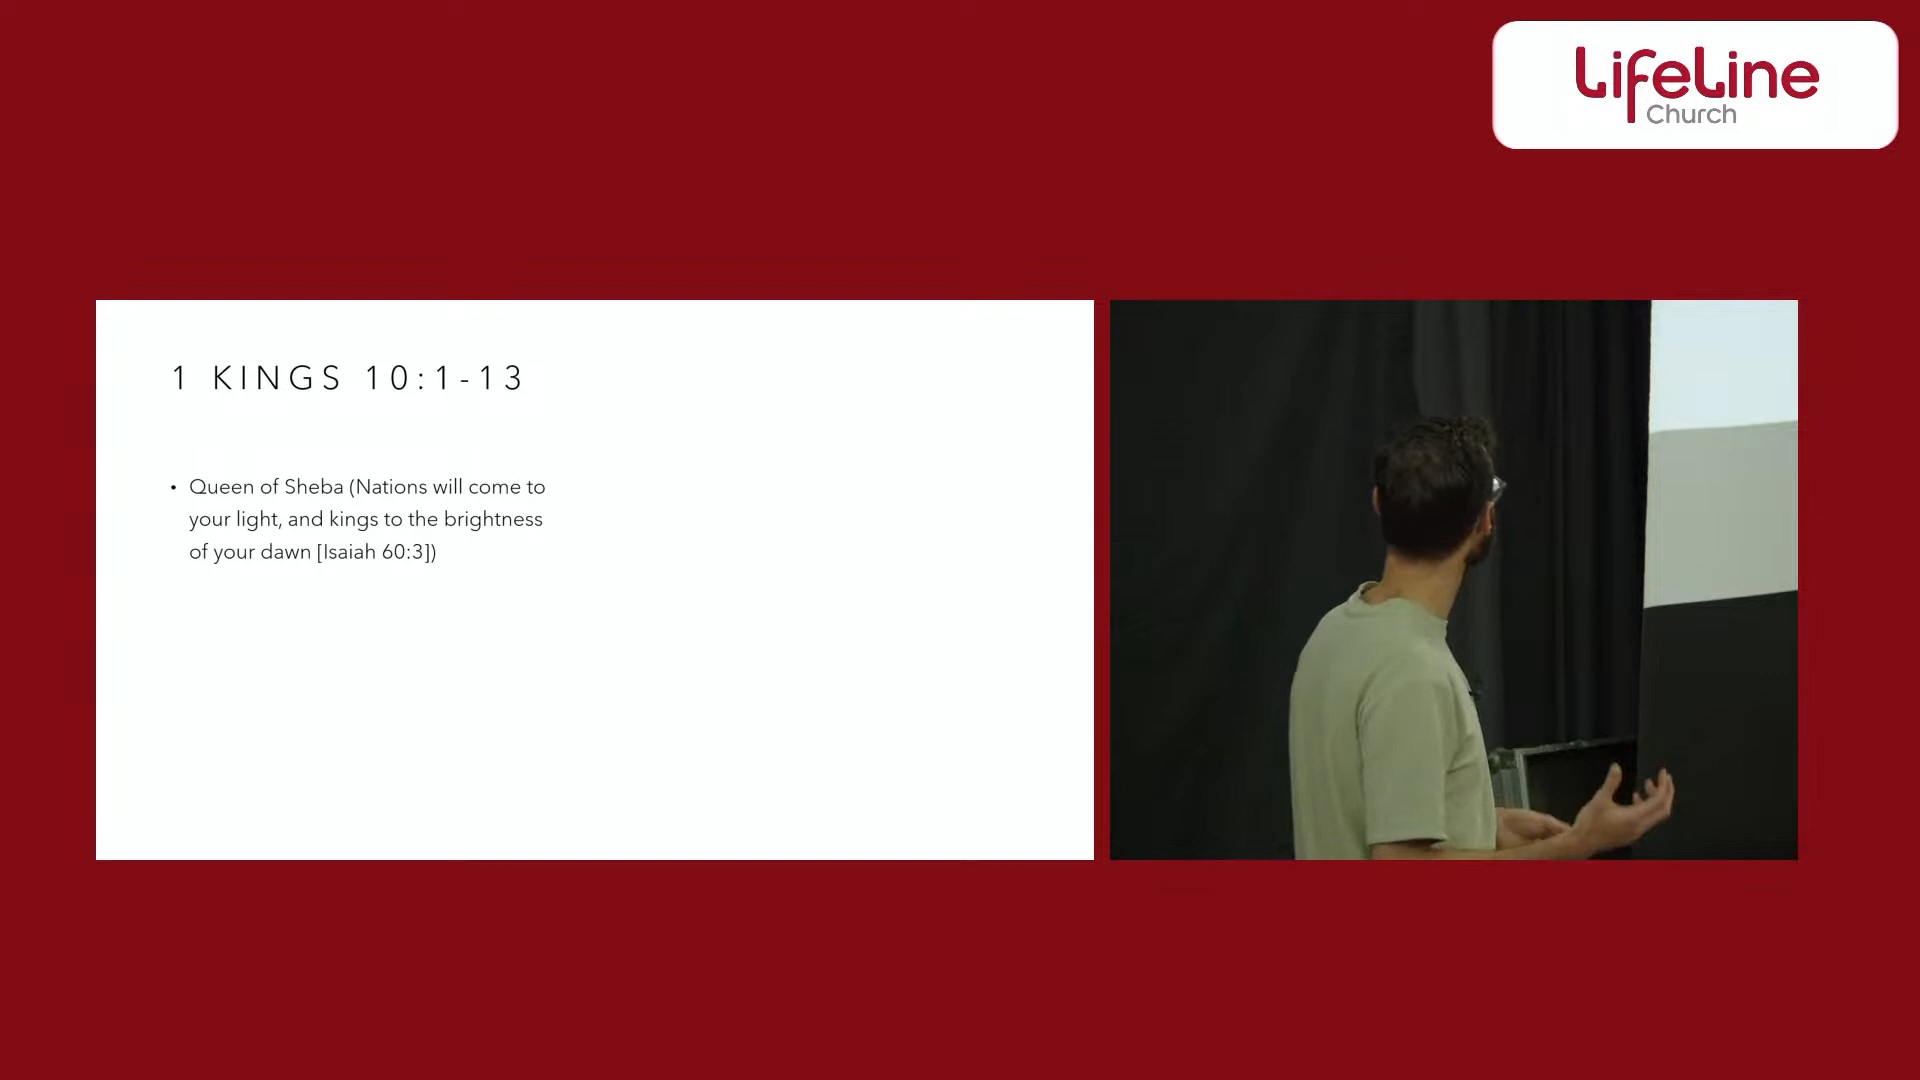 LifeLine
Church
1 KINGS 10:1-13
• Queen of Sheba (Nations will come to
your light, and kings to the brightness
of your dawn [Isaiah 60:3])